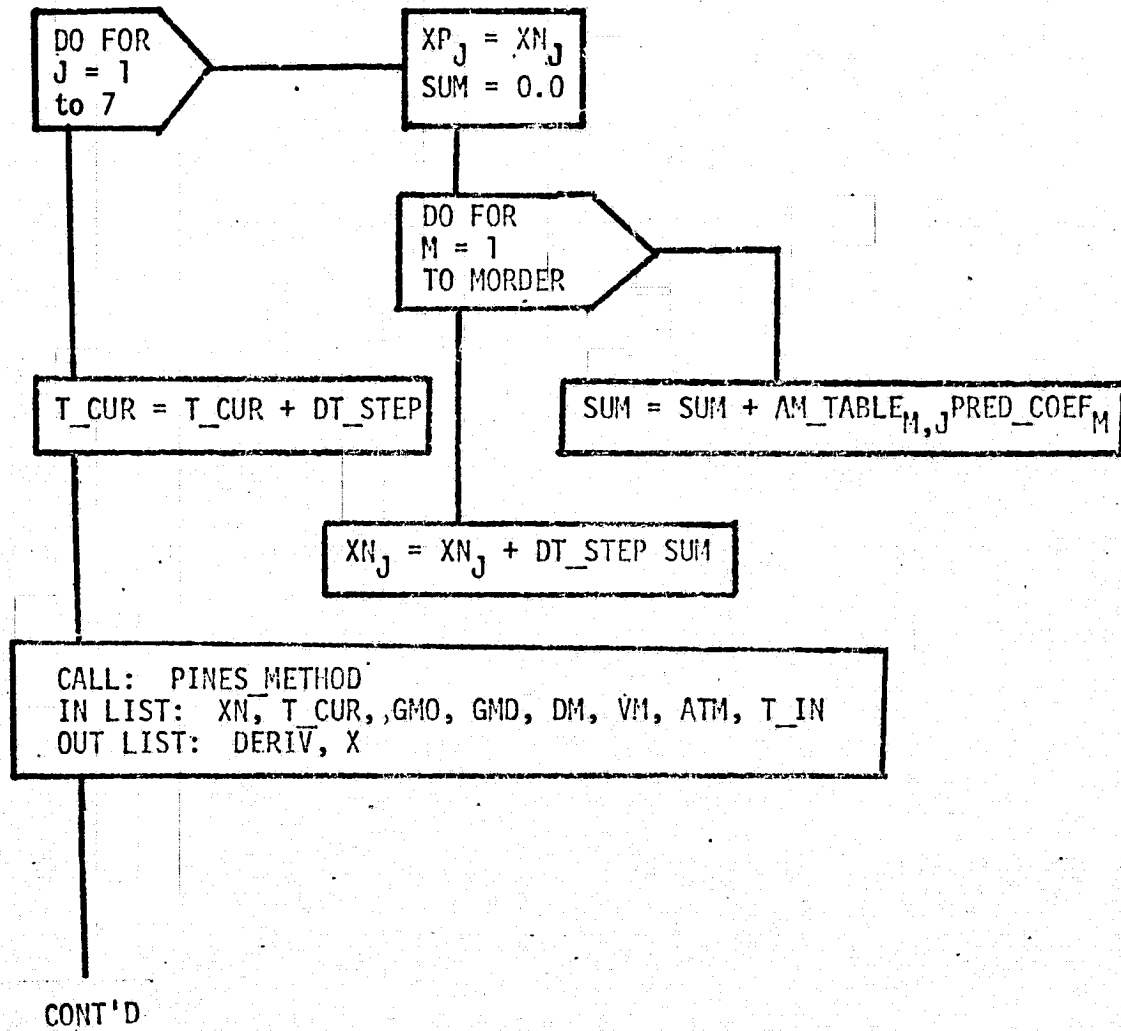 DO FOR
J = 1
to 7
XP_J = XN_J
SUM = 0.0
DO FOR
M = 1
TO MORDER
T_CUR = T_CUR + DT_STEP
SUM = SUM + AM_TABLE_M,J PRED_COEF_M
XN_J = XN_J + DT_STEP SUM
CALL: PINES_METHOD
IN LIST: XN, T_CUR, GMO, GMD, DM, VM, ATM, T_IN
OUT LIST: DERIV, X
CONT'D